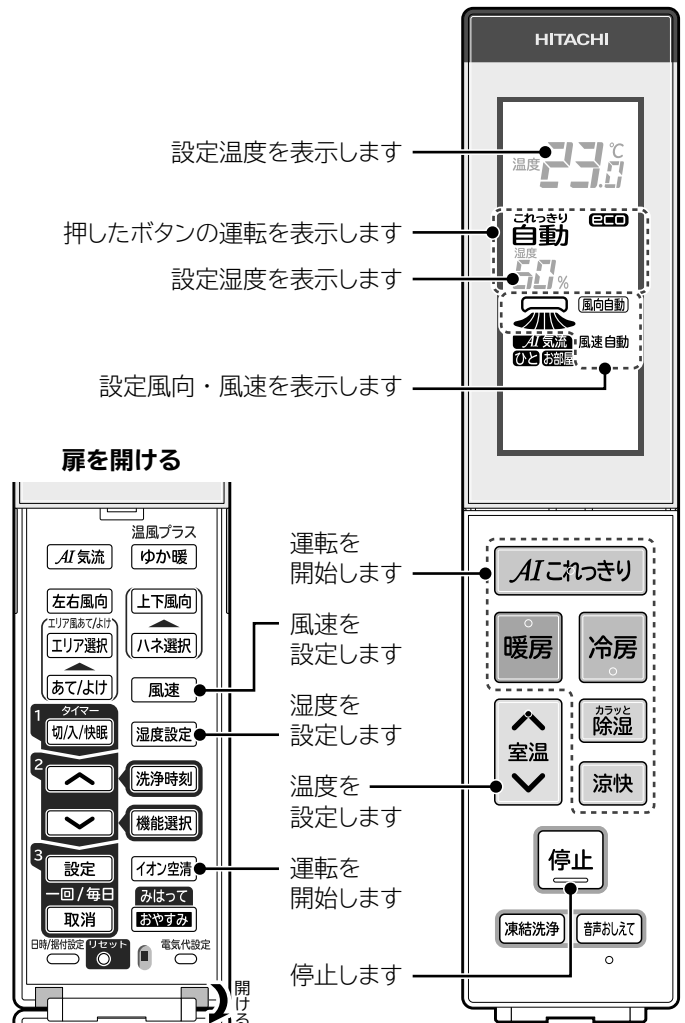 HITACHI
設定温度を表示します
温度 23.0 ℃
押したボタンの運転を表示します
これっきり
自動 eco
設定湿度を表示します
湿度
50%
風向自動
AI 気流 風速自動
ひと お部屋
設定風向・風速を表示します
扉を開ける
温風プラス
AI 気流 ゆか暖
左右風向 上下風向
エリア風あて/よけ
エリア選択 ハネ選択
あて/よけ 風速
1 タイマー
切/入/快眠 湿度設定
2 洗浄時刻
機能選択
3 設定 イオン空清
一回/毎日 みはって
取消 おやすみ
日時/据付設定 リセット 電気代設定
開ける
運転を
開始します
風速を
設定します
湿度を
設定します
温度を
設定します
運転を
開始します
停止します
AIこれっきり
暖房 冷房
カラッと
除湿
室温
涼快
停止
凍結洗浄 音声おしえて